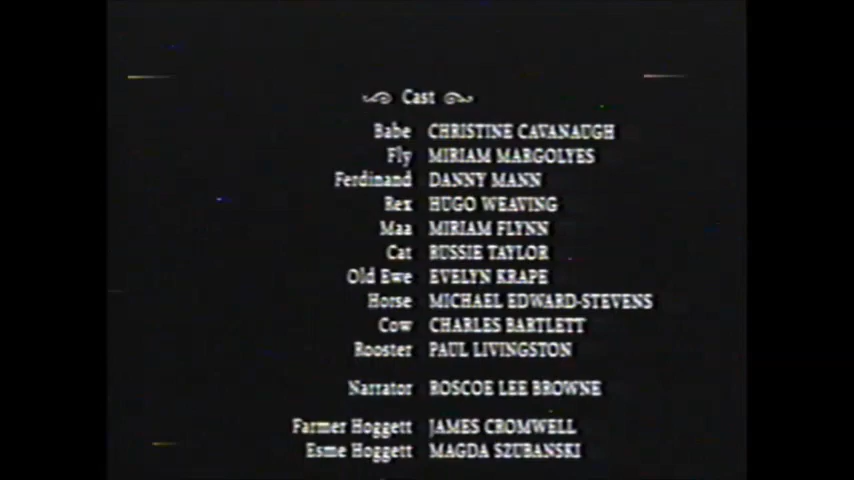 Cast
Babe CHRISTINE CAVANAUGH
Fly MIRIAM MARGOLYES
Ferdinand DANNY MANN
Rex HUGO WEAVING
Maa MIRIAM FLYNN
Cat RUSSIE TAYLOR
Old Ewe EVELYN KRAPE
Horse MICHAEL EDWARD-STEVENS
Cow CHARLES BARTLETT
Rooster PAUL LIVINGSTON
Narrator ROSCOE LEE BROWNE
Farmer Hoggett JAMES CROMWELL
Esme Hoggett MAGDA SZUBANSKI